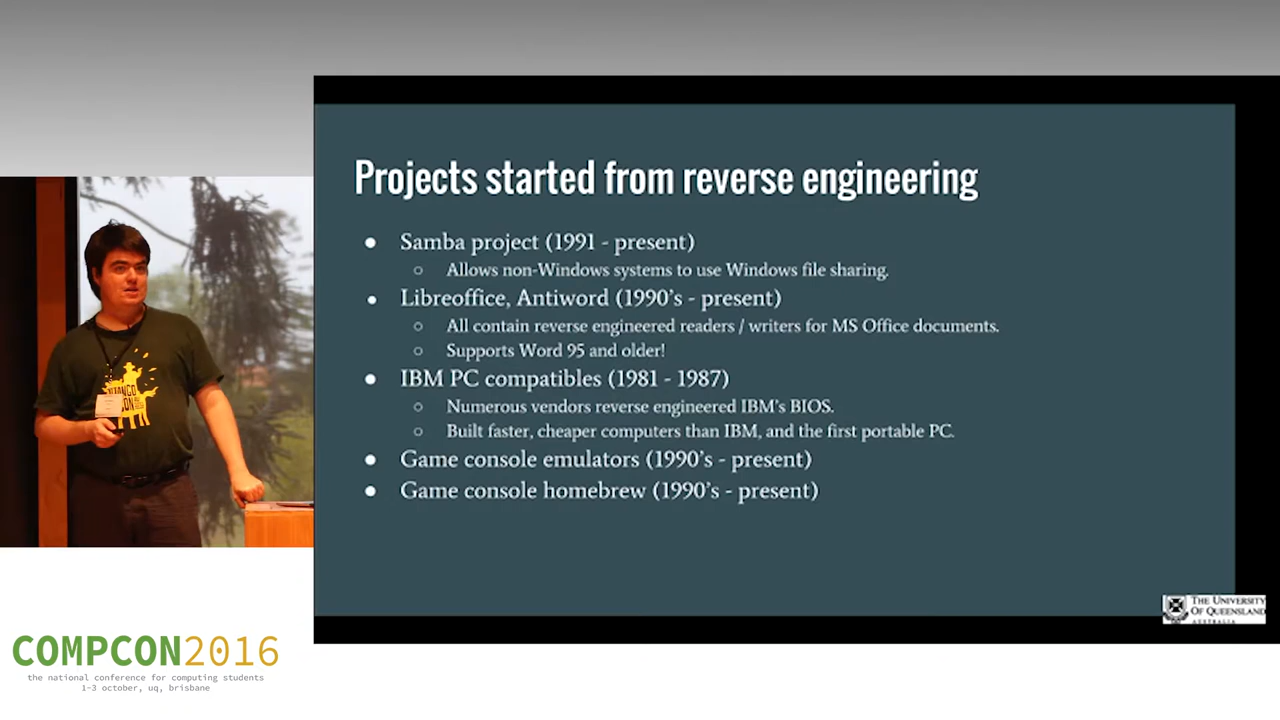 Projects started from reverse engineering
● Samba project (1991 - present)
○ Allows non-Windows systems to use Windows file sharing.
● Libreoffice, Antiword (1990's - present)
○ All contain reverse engineered readers / writers for MS Office documents.
○ Supports Word 95 and older!
● IBM PC compatibles (1981 - 1987)
○ Numerous vendors reverse engineered IBM's BIOS.
○ Built faster, cheaper computers than IBM, and the first portable PC.
● Game console emulators (1990's - present)
● Game console homebrew (1990's - present)
THE UNIVERSITY
OF QUEENSLAND
AUSTRALIA
COMPCON2016
the national conference for computing students
1-3 october, uq, brisbane